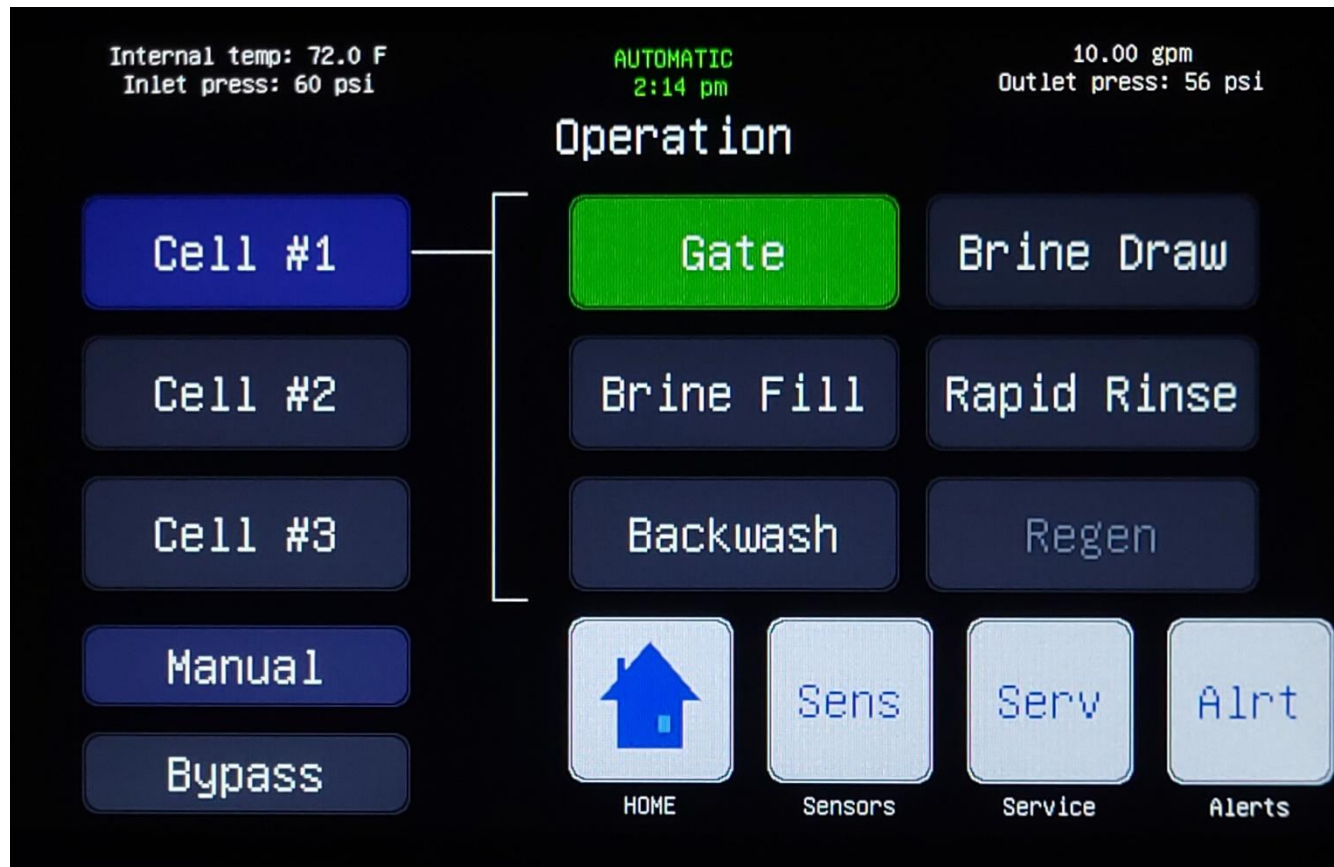 Internal temp: 72.0 F
Inlet press: 60 psi
AUTOMATIC
2:14 pm
10.00 gpm
Outlet press: 56 psi
Operation
Cell #1
Gate
Brine Draw
Cell #2
Brine Fill
Rapid Rinse
Cell #3
Backwash
Regen
Manual
Bypass
Sens
Serv
Alrt
HOME
Sensors
Service
Alerts